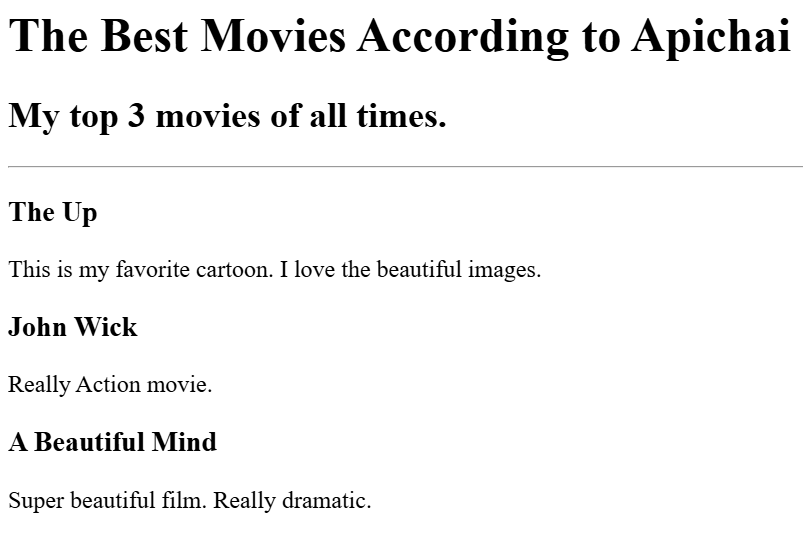 The Best Movies According to Apichai
My top 3 movies of all times.
The Up
This is my favorite cartoon. I love the beautiful images.
John Wick
Really Action movie.
A Beautiful Mind
Super beautiful film. Really dramatic.